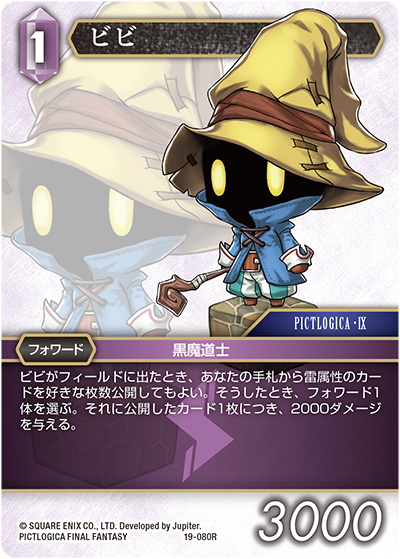 1
ビビ
PICTLOGICA・IX
フォワード
黒魔道士
ビビがフィールドに出たとき、あなたの手札から雷属性のカー
ドを好きな枚数公開してもよい。そうしたとき、フォワード1
体を選ぶ。それに公開したカード1枚につき、2000ダメージ
を与える。
© SQUARE ENIX CO., LTD. Developed by Jupiter.
PICTLOGICA FINAL FANTASY
19-080R
3000